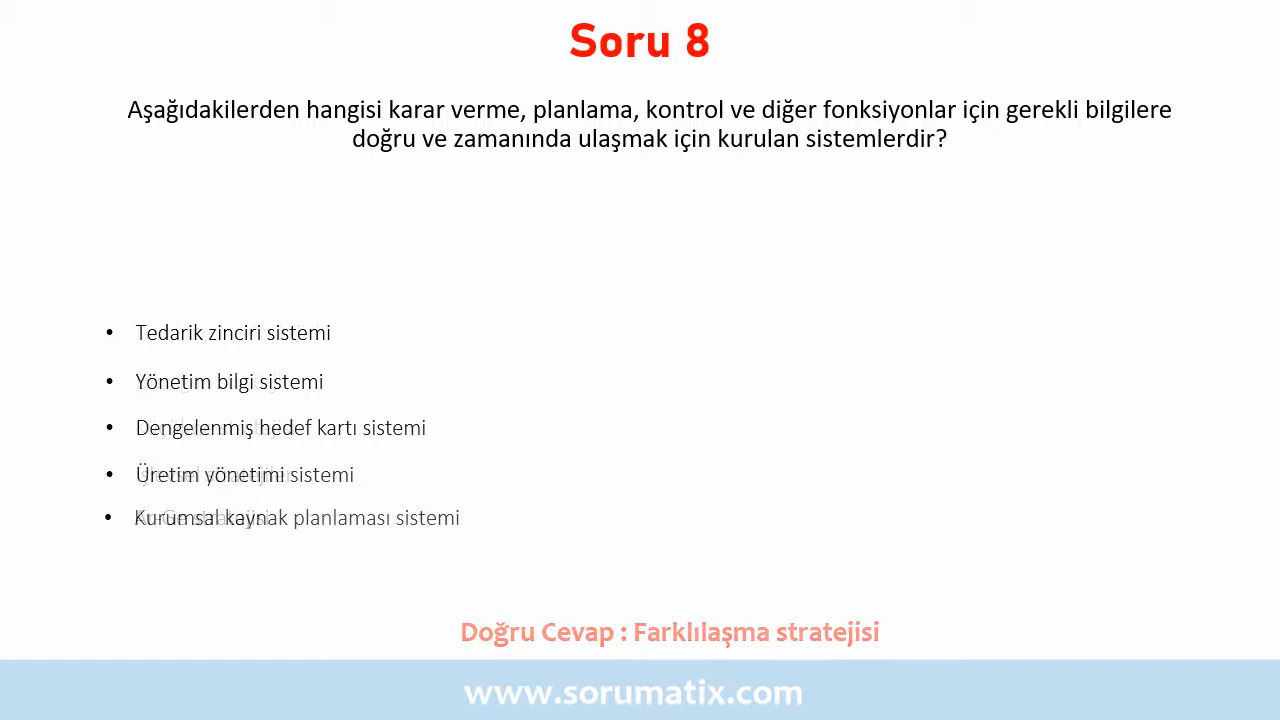 Soru 8
Aşağıdakilerden hangisi karar verme, planlama, kontrol ve diğer fonksiyonlar için gerekli bilgilere
doğru ve zamanında ulaşmak için kurulan sistemlerdir?
• Tedarik zinciri sistemi
• Yönetim bilgi sistemi
• Dengelenmiş hedef kartı sistemi
• Üretim yönetimi sistemi
• Kurumsal kaynak planlaması sistemi
Doğru Cevap : Farklılaşma stratejisi
www.sorumatix.com